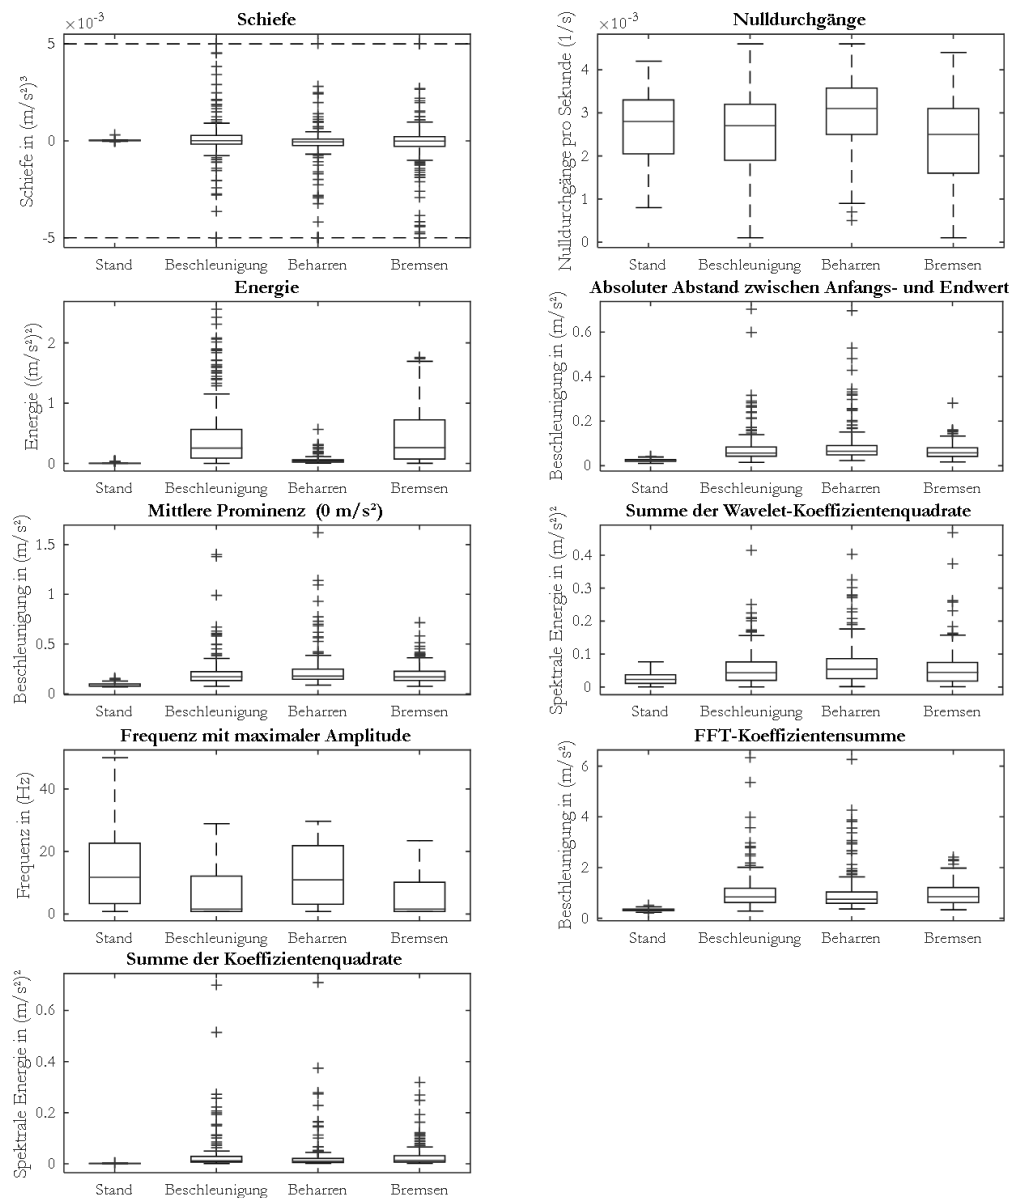 Schiefe
×10⁻³
Schiefe in (m/s²)³
5
0
-5
Stand Beschleunigung Beharren Bremsen
Nulldurchgänge
×10⁻³
Nulldurchgänge pro Sekunde (1/s)
4
3
2
1
0
Stand Beschleunigung Beharren Bremsen
Energie
Energie ((m/s²)²)
2
1
0
Stand Beschleunigung Beharren Bremsen
Absoluter Abstand zwischen Anfangs- und Endwert
Beschleunigung in (m/s²)
0.6
0.4
0.2
0
Stand Beschleunigung Beharren Bremsen
Mittlere Prominenz (0 m/s²)
Beschleunigung in (m/s²)
1.5
1
0.5
0
Stand Beschleunigung Beharren Bremsen
Summe der Wavelet-Koeffizientenquadrate
Spektrale Energie in (m/s²)²
0.4
0.3
0.2
0.1
0
Stand Beschleunigung Beharren Bremsen
Frequenz mit maximaler Amplitude
Frequenz in (Hz)
40
20
0
Stand Beschleunigung Beharren Bremsen
FFT-Koeffizientensumme
Beschleunigung in (m/s²)
6
4
2
0
Stand Beschleunigung Beharren Bremsen
Summe der Koeffizientenquadrate
Spektrale Energie in (m/s²)²
0.6
0.4
0.2
0
Stand Beschleunigung Beharren Bremsen